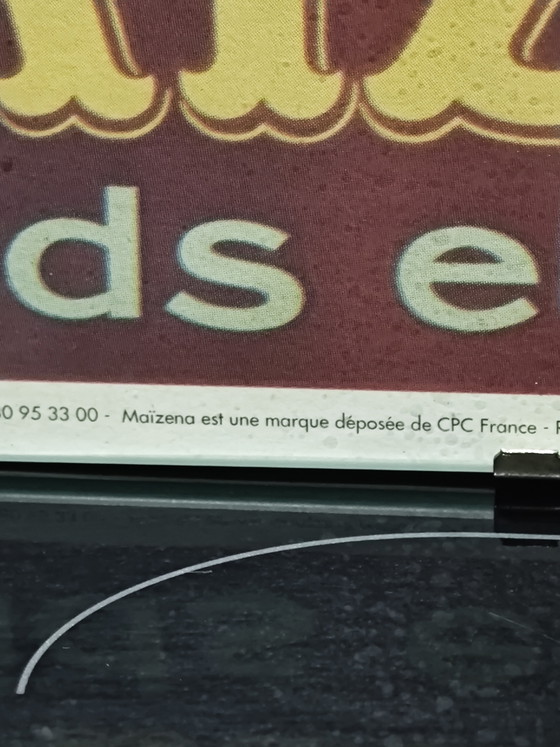 ds e
0 95 33 00 - Maïzena est une marque déposée de CPC France -